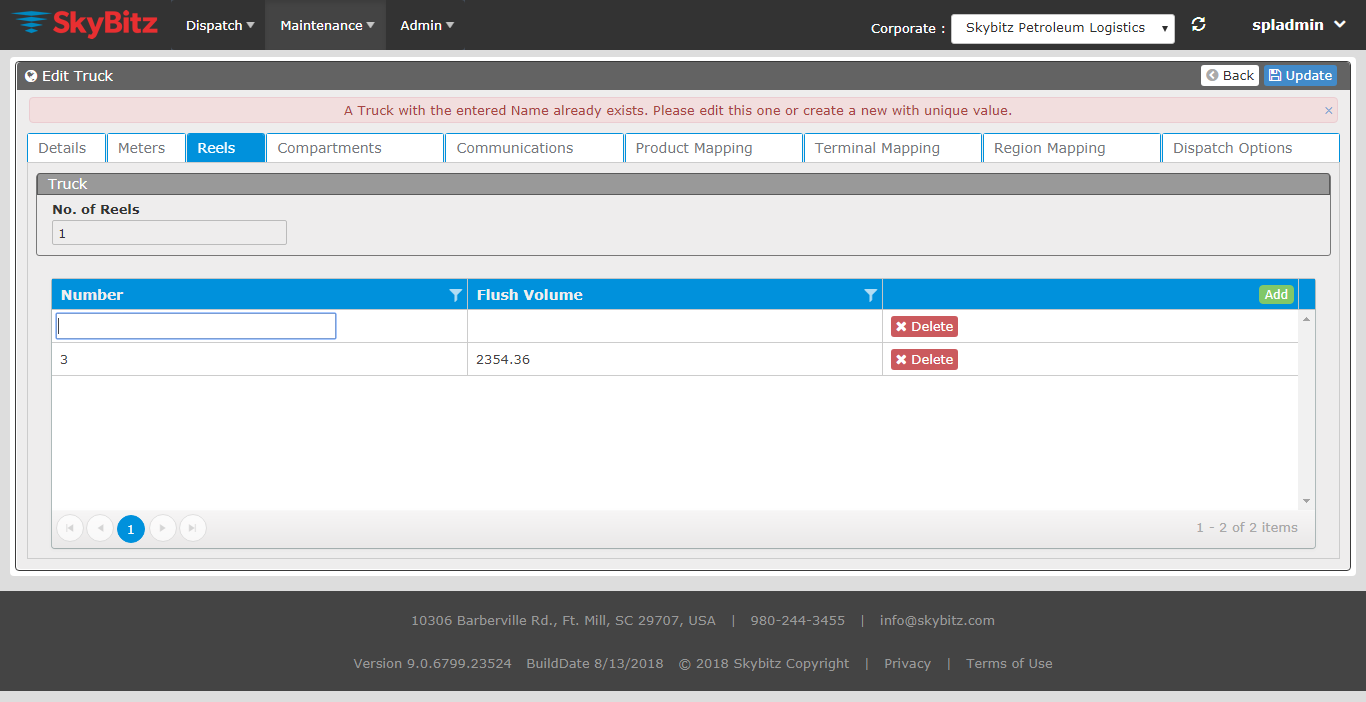 SkyBitz Dispatch Maintenance Admin Corporate : Skybitz Petroleum Logistics spladmin
Edit Truck Back Update
A Truck with the entered Name already exists. Please edit this one or create a new with unique value. ×
Details Meters Reels Compartments Communications Product Mapping Terminal Mapping Region Mapping Dispatch Options
Truck
No. of Reels
1
Number Flush Volume Add
Delete
3 2354.36 Delete
1 1 - 2 of 2 items
10306 Barberville Rd., Ft. Mill, SC 29707, USA | 980-244-3455 | info@skybitz.com
Version 9.0.6799.23524 BuildDate 8/13/2018 © 2018 Skybitz Copyright | Privacy | Terms of Use